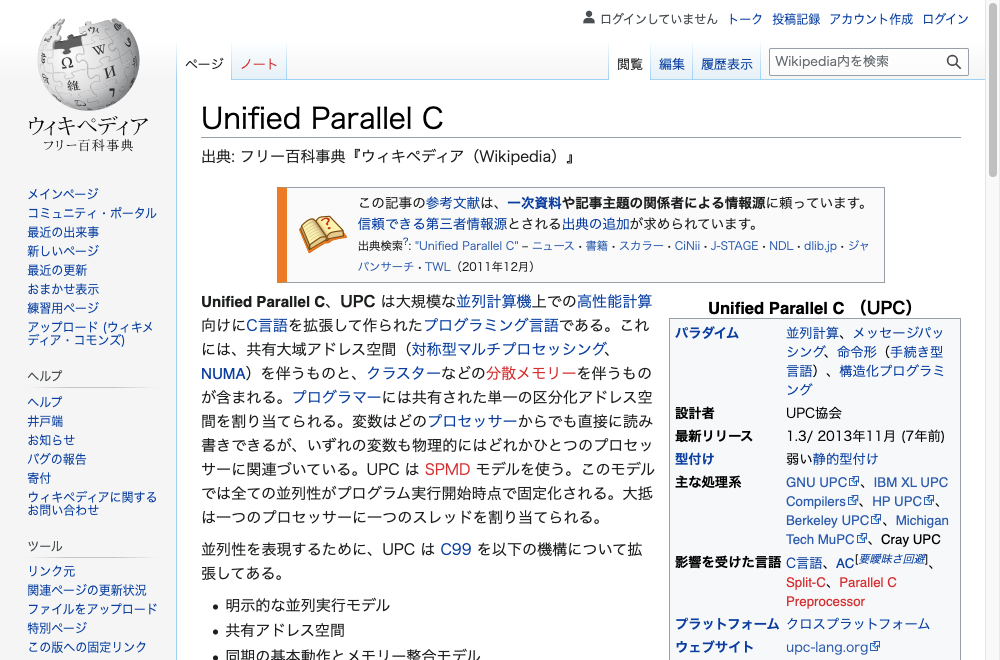 ログインしていません トーク 投稿記録 アカウント作成 ログイン
ページ ノート 閲覧 編集 履歴表示 Wikipedia内を検索
ウィキペディア
フリー百科事典
メインページ
コミュニティ・ポータル
最近の出来事
新しいページ
最近の更新
おまかせ表示
練習用ページ
アップロード (ウィキメ
ディア・コモンズ)
ヘルプ
ヘルプ
井戸端
お知らせ
バグの報告
寄付
ウィキペディアに関する
お問い合わせ
ツール
リンク元
関連ページの更新状況
ファイルをアップロード
特別ページ
この版への固定リンク
Unified Parallel C
出典: フリー百科事典『ウィキペディア（Wikipedia）』
この記事の参考文献は、一次資料や記事主題の関係者による情報源に頼っています。
信頼できる第三者情報源とされる出典の追加が求められています。
出典検索?: "Unified Parallel C" – ニュース · 書籍 · スカラー · CiNii · J-STAGE · NDL · dlib.jp · ジャ
パンサーチ · TWL（2011年12月）
Unified Parallel C、UPC は大規模な並列計算機上での高性能計算
向けにC言語を拡張して作られたプログラミング言語である。これ
には、共有大域アドレス空間（対称型マルチプロセッシング、
NUMA）を伴うものと、クラスターなどの分散メモリーを伴うもの
が含まれる。プログラマーには共有された単一の区分化アドレス空
間を割り当てられる。変数はどのプロセッサーからでも直接に読み
書きできるが、いずれの変数も物理的にはどれかひとつのプロセッ
サーに関連づいている。UPC は SPMD モデルを使う。このモデル
では全ての並列性がプログラム実行開始時点で固定化される。大抵
は一つのプロセッサーに一つのスレッドを割り当てられる。
並列性を表現するために、UPC は C99 を以下の機構について拡
張してある。
• 明示的な並列実行モデル
• 共有アドレス空間
• 同期の基本動作とメモリー整合モデル
Unified Parallel C （UPC）
パラダイム 並列計算、メッセージパッ
シング、命令形（手続き型
言語）、構造化プログラミ
ング
設計者 UPC協会
最新リリース 1.3/ 2013年11月 (7年前)
型付け 弱い静的型付け
主な処理系 GNU UPC、IBM XL UPC
Compilers、HP UPC、
Berkeley UPC、Michigan
Tech MuPC、Cray UPC
影響を受けた言語 C言語、AC[要曖昧さ回避]、
Split-C、Parallel C
Preprocessor
プラットフォーム クロスプラットフォーム
ウェブサイト upc-lang.org